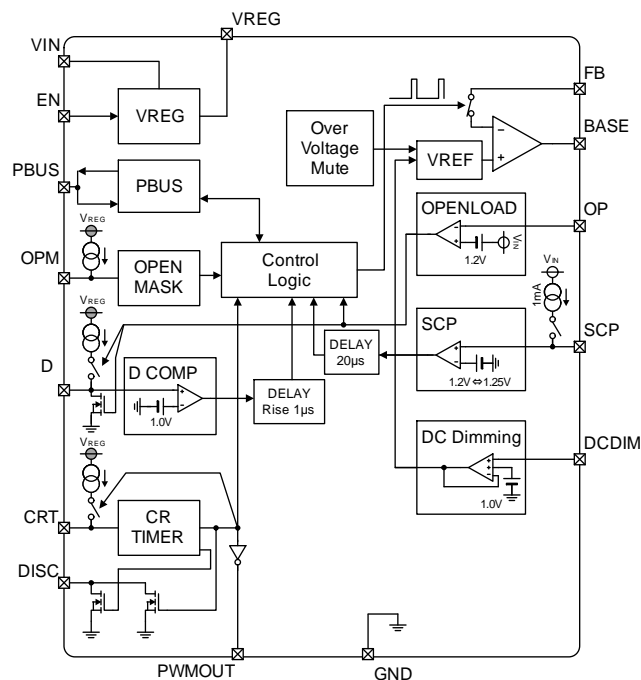 VREG
VIN
EN
VREG
FB
BASE
Over
Voltage
Mute
VREF
PBUS
PBUS
OPENLOAD
OP
1.2V
VIN
VREG
OPM
OPEN
MASK
Control
Logic
VIN
1mA
VREG
SCP
SCP
1.2V⇔1.25V
DELAY
20µs
D
D COMP
1.0V
DELAY
Rise 1µs
DC Dimming
DCDIM
1.0V
VREG
CRT
CR
TIMER
DISC
PWMOUT
GND